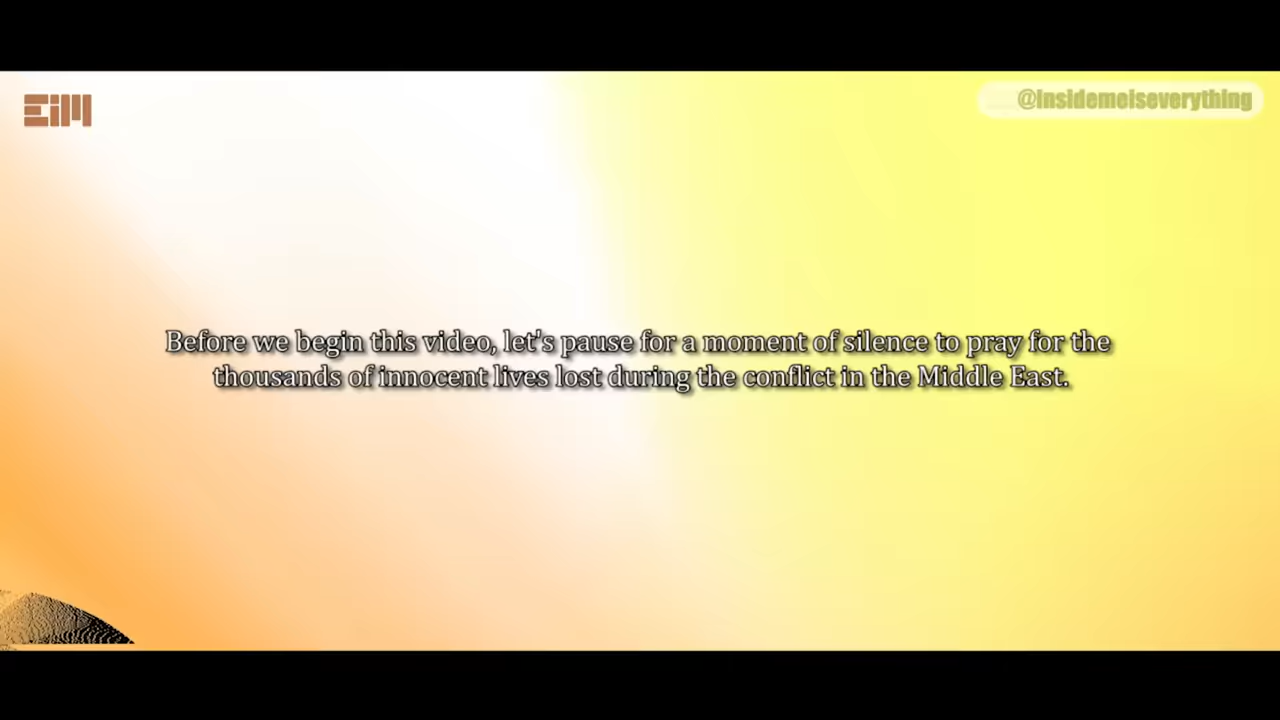 EiM
@Insidemeiseverything
Before we begin this video, let's pause for a moment of silence to pray for the
thousands of innocent lives lost during the conflict in the Middle East.